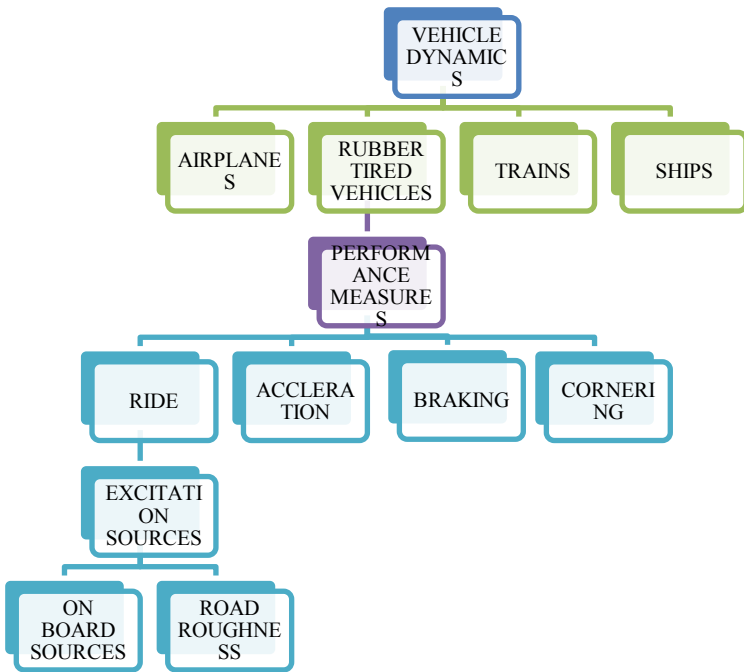 VEHICLE
DYNAMIC
S
AIRPLANE
S
RUBBER
TIRED
VEHICLES
TRAINS
SHIPS
PERFORM
ANCE
MEASURE
S
RIDE
ACCLERA
TION
BRAKING
CORNERI
NG
EXCITATI
ON
SOURCES
ON
BOARD
SOURCES
ROAD
ROUGHNE
SS